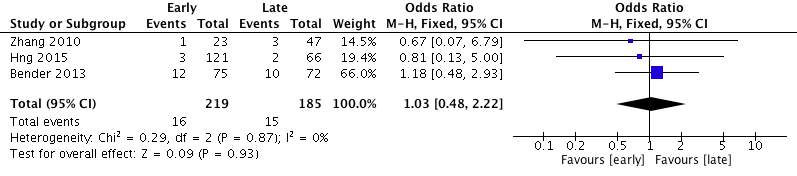 Early Late Odds Ratio Odds Ratio
Study or Subgroup Events Total Events Total Weight M-H, Fixed, 95% CI M-H, Fixed, 95% CI
Zhang 2010 1 23 3 47 14.5% 0.67 [0.07, 6.79]
Hng 2015 3 121 2 66 19.4% 0.81 [0.13, 5.00]
Bender 2013 12 75 10 72 66.0% 1.18 [0.48, 2.93]
Total (95% CI) 219 185 100.0% 1.03 [0.48, 2.22]
Total events 16 15
Heterogeneity: Chi² = 0.29, df = 2 (P = 0.87); I² = 0%
Test for overall effect: Z = 0.09 (P = 0.93)
0.1 0.2 0.5 1 2 5 10
Favours [early] Favours [late]